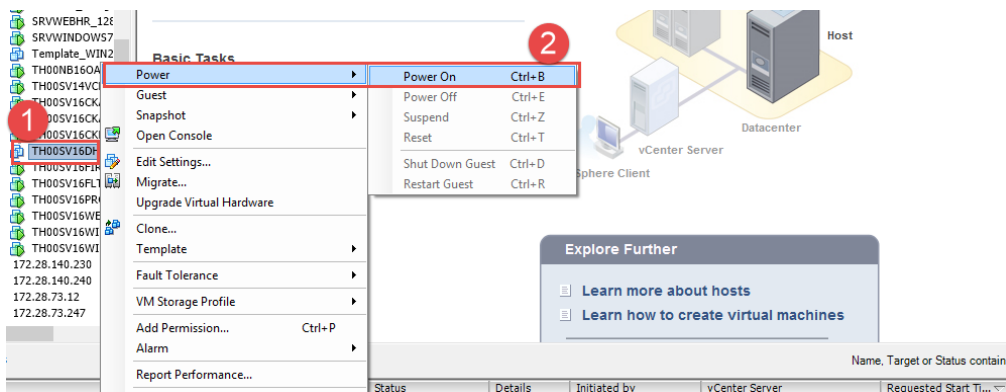 SRVWEBHR_128
SRVWINDOWS7
Template_WIN2
TH00NB16OA
TH00SV14VC
TH00SV16CK
TH00SV16CK
TH00SV16CK
TH00SV16DH
TH00SV16FIR
TH00SV16FLT
TH00SV16PR
TH00SV16WE
TH00SV16WI
TH00SV16WI
172.28.140.230
172.28.140.240
172.28.73.12
172.28.73.247
1
Basic Tasks
Power
Guest
Snapshot
Open Console
Edit Settings...
Migrate...
Upgrade Virtual Hardware
Clone...
Template
Fault Tolerance
VM Storage Profile
Add Permission... Ctrl+P
Alarm
Report Performance...
2
Power On Ctrl+B
Power Off Ctrl+E
Suspend Ctrl+Z
Reset Ctrl+T
Shut Down Guest Ctrl+D
Restart Guest Ctrl+R
Host
Datacenter
vCenter Server
Sphere Client
Explore Further
Learn more about hosts
Learn how to create virtual machines
Name, Target or Status contain
Status Details Initiated by vCenter Server Requested Start Ti...